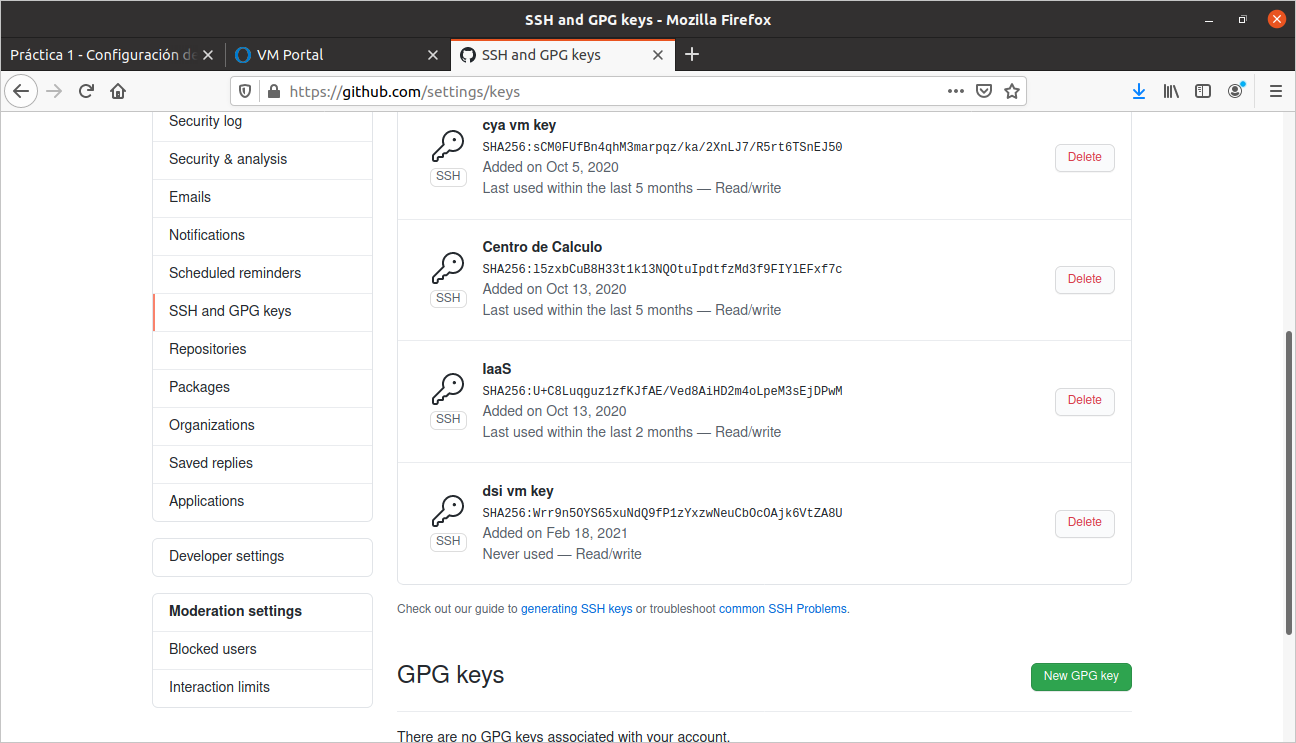 SSH and GPG keys - Mozilla Firefox
Práctica 1 - Configuración de
VM Portal
SSH and GPG keys
https://github.com/settings/keys
Security log
Security & analysis
Emails
Notifications
Scheduled reminders
SSH and GPG keys
Repositories
Packages
Organizations
Saved replies
Applications
Developer settings
Moderation settings
Blocked users
Interaction limits
cya vm key
SHA256:sCM0FUfBn4qhM3marpqz/ka/2XnLJ7/R5rt6TSnEJ50
Added on Oct 5, 2020
Last used within the last 5 months — Read/write
SSH
Delete
Centro de Calculo
SHA256:l5zxbCuB8H33t1k13NQOtuIpdtfzMd3f9FIYlEFxf7c
Added on Oct 13, 2020
Last used within the last 5 months — Read/write
SSH
Delete
IaaS
SHA256:U+C8Luqguz1zfKJfAE/Ved8AiHD2m4oLpeM3sEjDPwM
Added on Oct 13, 2020
Last used within the last 2 months — Read/write
SSH
Delete
dsi vm key
SHA256:Wrr9n5OYS65xuNdQ9fP1zYxzwNeuCbOcOAjk6VtZA8U
Added on Feb 18, 2021
Never used — Read/write
SSH
Delete
Check out our guide to generating SSH keys or troubleshoot common SSH Problems.
GPG keys
New GPG key
There are no GPG keys associated with your account.